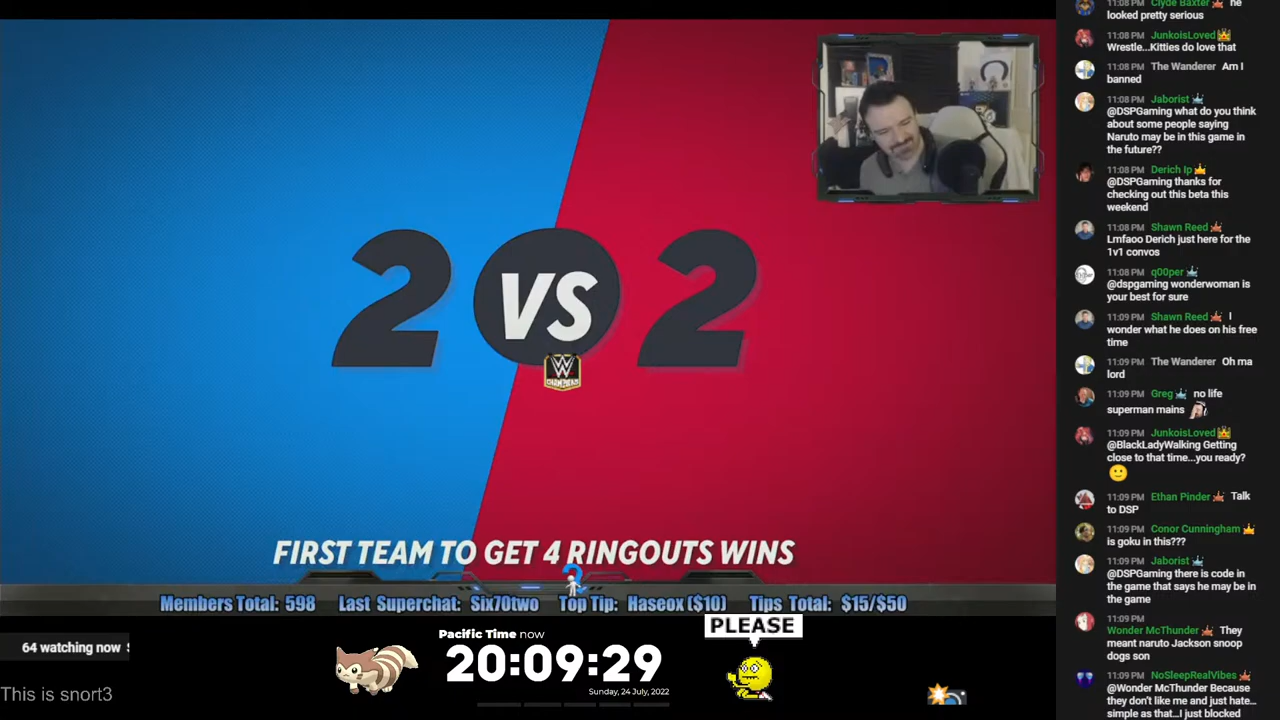 2 VS 2
W
CHAMPION
FIRST TEAM TO GET 4 RINGOUTS WINS
Members Total: 598 Last Superchat: Six70two Top Tip: Haseox ($10) Tips Total: $15/$50
64 watching now
This is snort3
Pacific Time now
20:09:29
Sunday, 24 July, 2022
PLEASE
11:08 PM Clyde Baxter he
looked pretty serious
11:08 PM JunkoisLoved
Wrestle...Kitties do love that
11:08 PM The Wanderer Am I
banned
11:08 PM Jaborist
@DSPGaming what do you think
about some people saying
Naruto may be in this game in
the future??
11:08 PM Derich Ip
@DSPGaming thanks for
checking out this beta this
weekend
11:08 PM Shawn Reed
Lmfaoo Derich just here for the
1v1 convos
11:08 PM q00per
@dspgaming wonderwoman is
your best for sure
11:09 PM Shawn Reed I
wonder what he does on his free
time
11:09 PM The Wanderer Oh ma
lord
11:09 PM Greg no life
superman mains
11:09 PM JunkoisLoved
@BlackLadyWalking Getting
close to that time...you ready?
11:09 PM Ethan Pinder Talk
to DSP
11:09 PM Conor Cunningham
is goku in this???
11:09 PM Jaborist
@DSPGaming there is code in
the game that says he may be in
the game
11:09 PM
Wonder McThunder They
meant naruto Jackson snoop
dogs son
11:09 PM NoSleepRealVibes
@Wonder McThunder Because
they don't like me and just hate...
simple as that...I just blocked